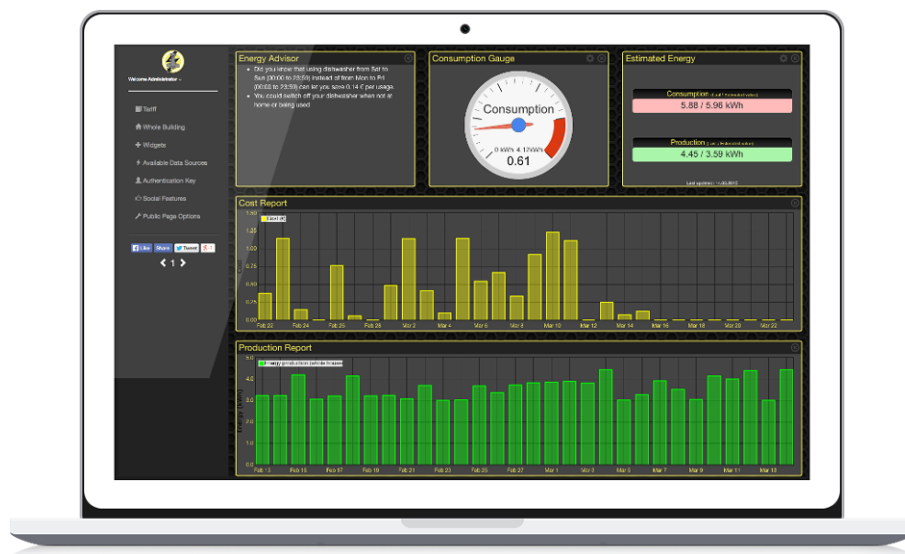 Welcome Administrator
Tariff
Whole Building
Widgets
Available Data Sources
Authentication Key
Social Features
Public Page Options
Like Share Tweet
1
Energy Advisor
Did you know that using dishwasher from Sat to
Sun (00:00 to 23:59) instead of from Mon to Fri
(00:00 to 23:59) can let you save 0.14 € per usage.
You could switch off your dishwasher when not at
home or being used
Consumption Gauge
Consumption
0 kWh 4.12kWh
0.61
Estimated Energy
Consumption
5.88 / 5.96 kWh
Production
4.45 / 3.59 kWh
Cost Report
1.50
1.25
1.00
0.75
0.50
0.25
0.00
Feb 22 Feb 24 Feb 26 Feb 28 Mar 2 Mar 4 Mar 6 Mar 8 Mar 10 Mar 12 Mar 14 Mar 16 Mar 18 Mar 20 Mar 22
Production Report
Energy production (whole house)
5.0
4.0
3.0
2.0
1.0
0.0
Energy (kWh)
Feb 13 Feb 15 Feb 17 Feb 19 Feb 21 Feb 23 Feb 25 Feb 27 Mar 1 Mar 3 Mar 5 Mar 7 Mar 9 Mar 11 Mar 13